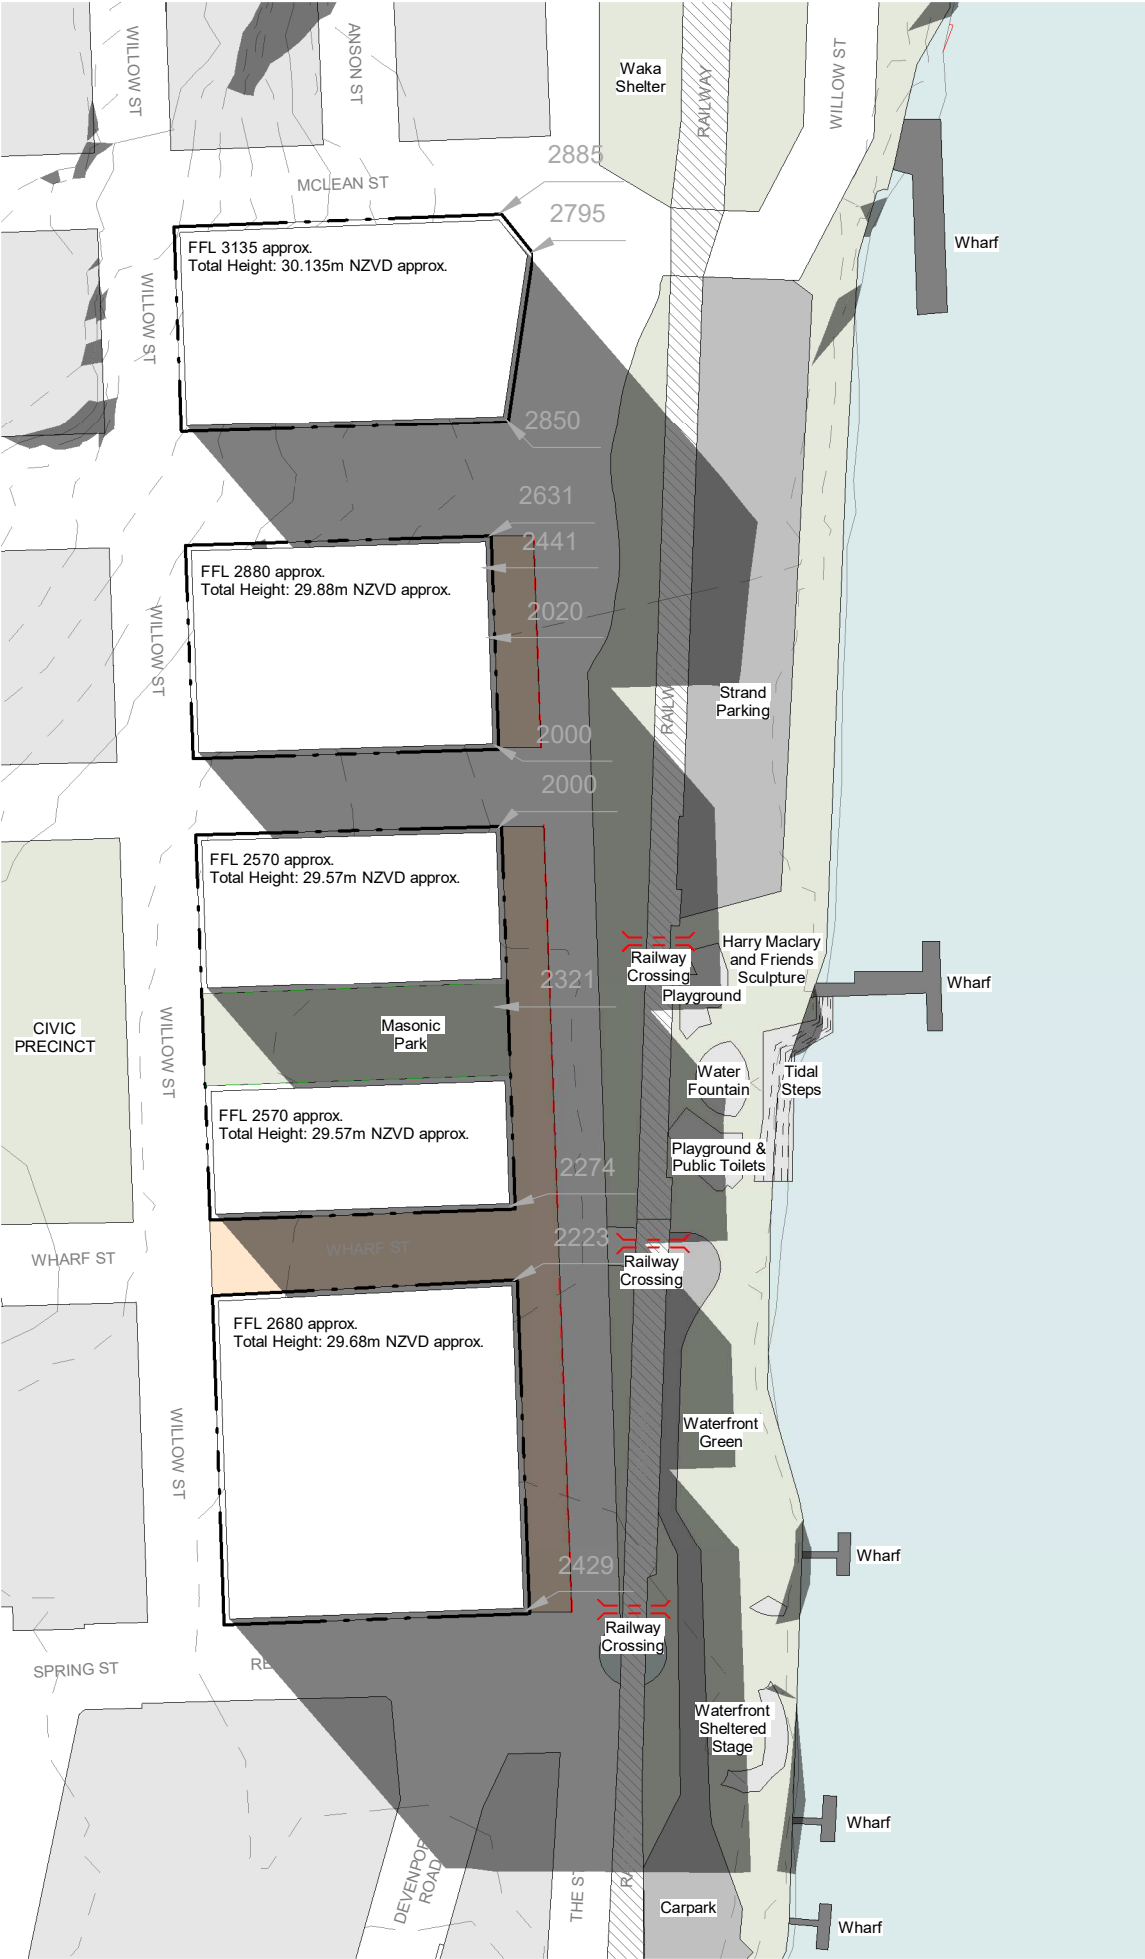 WILLOW ST
ANSON ST
Waka
Shelter
RAILWAY
WILLOW ST
MCLEAN ST
2885
2795
Wharf
FFL 3135 approx.
Total Height: 30.135m NZVD approx.
WILLOW ST
2850
2631
2441
FFL 2880 approx.
Total Height: 29.88m NZVD approx.
2020
WILLOW ST
RAILW
Strand
Parking
2000
2000
FFL 2570 approx.
Total Height: 29.57m NZVD approx.
Harry Maclary
and Friends
Sculpture
Railway
Crossing
Playground
Wharf
2321
CIVIC
PRECINCT
WILLOW ST
Masonic
Park
Water
Fountain
Tidal
Steps
FFL 2570 approx.
Total Height: 29.57m NZVD approx.
Playground &
Public Toilets
2274
2223
WHARF ST
WHARF ST
Railway
Crossing
FFL 2680 approx.
Total Height: 29.68m NZVD approx.
WILLOW ST
Waterfront
Green
2429
Wharf
Railway
Crossing
SPRING ST
RE
Waterfront
Sheltered
Stage
Wharf
DEVENPOR
ROAD
THE S
RA
Carpark
Wharf